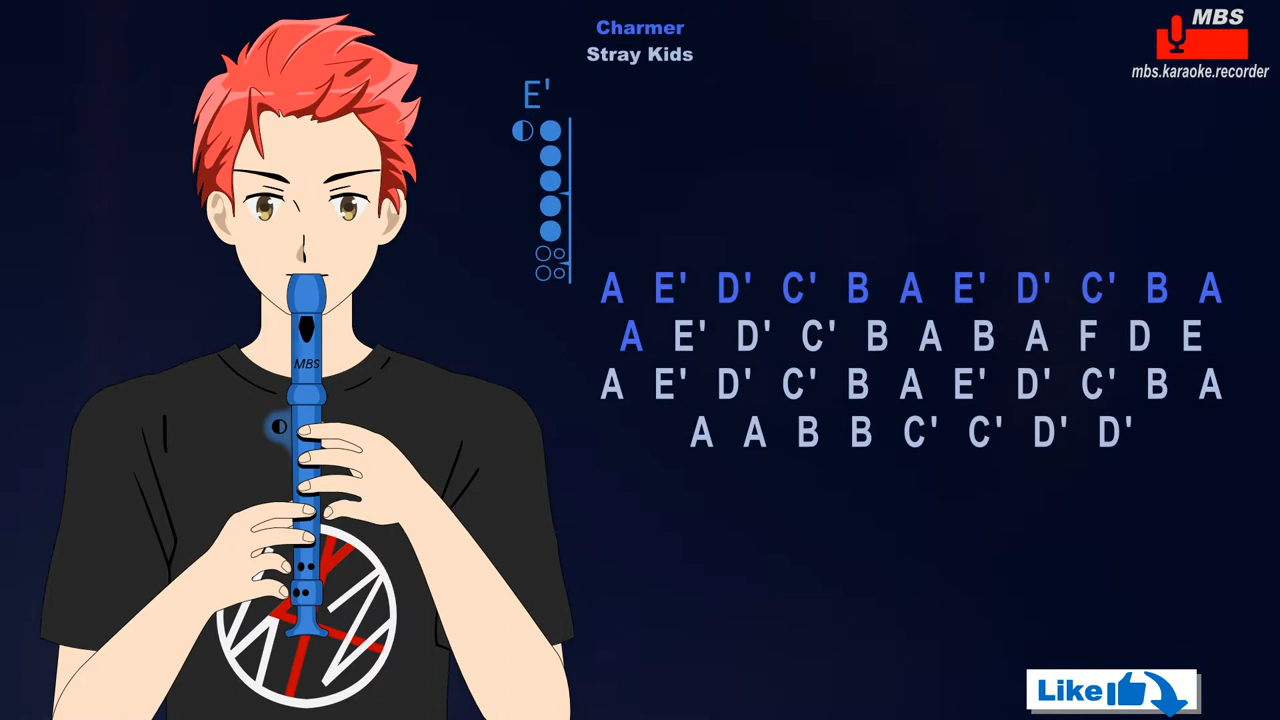 Charmer
Stray Kids
MBS
mbs.karaoke.recorder
E'
A E' D' C' B A E' D' C' B A
A E' D' C' B A B A F D E
A E' D' C' B A E' D' C' B A
A A B B C' C' D' D'
MBS
Like